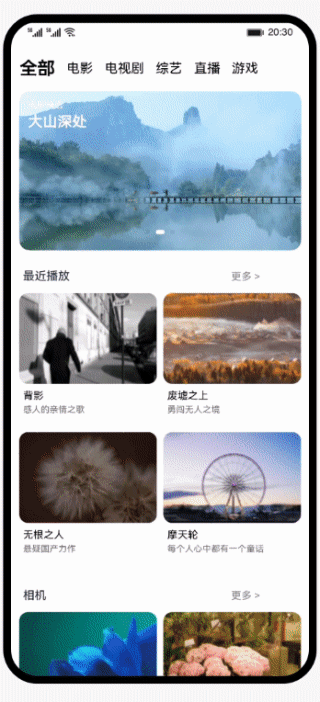 20:30
全部 电影 电视剧 综艺 直播 游戏
大山深处
最近播放 更多 >
背影 废墟之上
感人的亲情之歌 勇闯无人之境
无根之人 摩天轮
悬疑国产力作 每个人心中都有一个童话
相机 更多 >